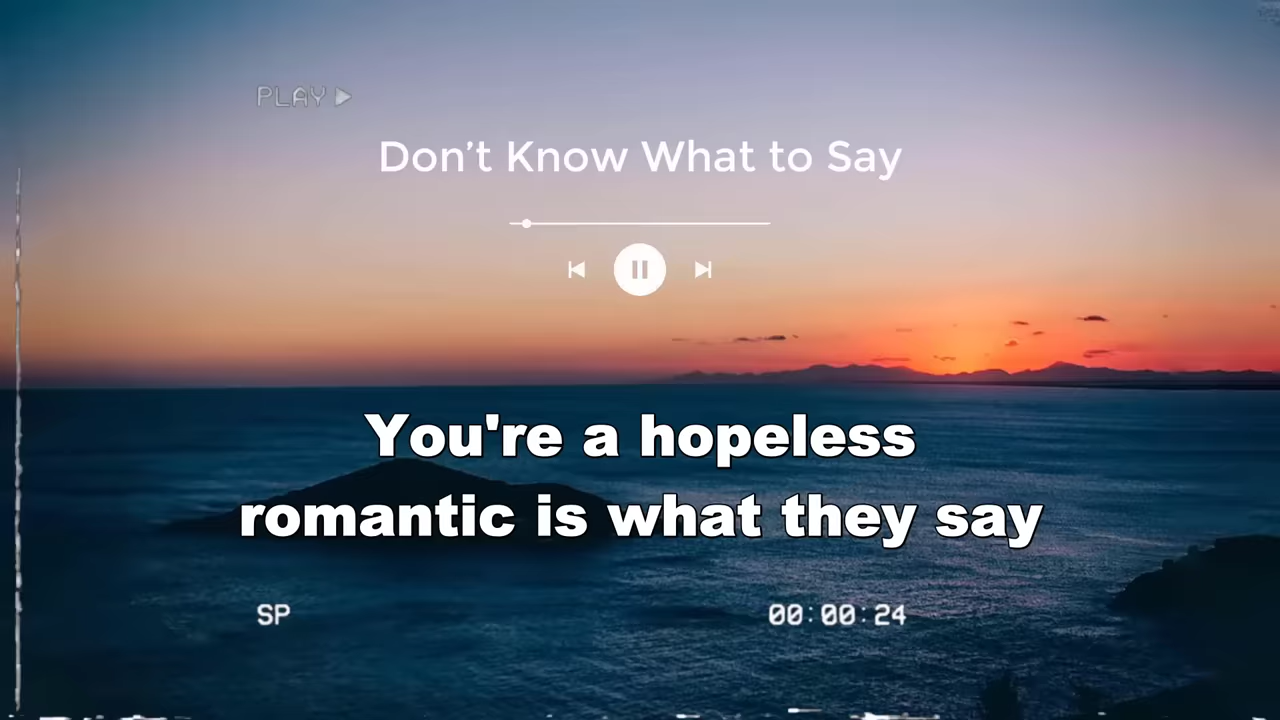 PLAY
Don’t Know What to Say
You're a hopeless
romantic is what they say
SP
00:00:24